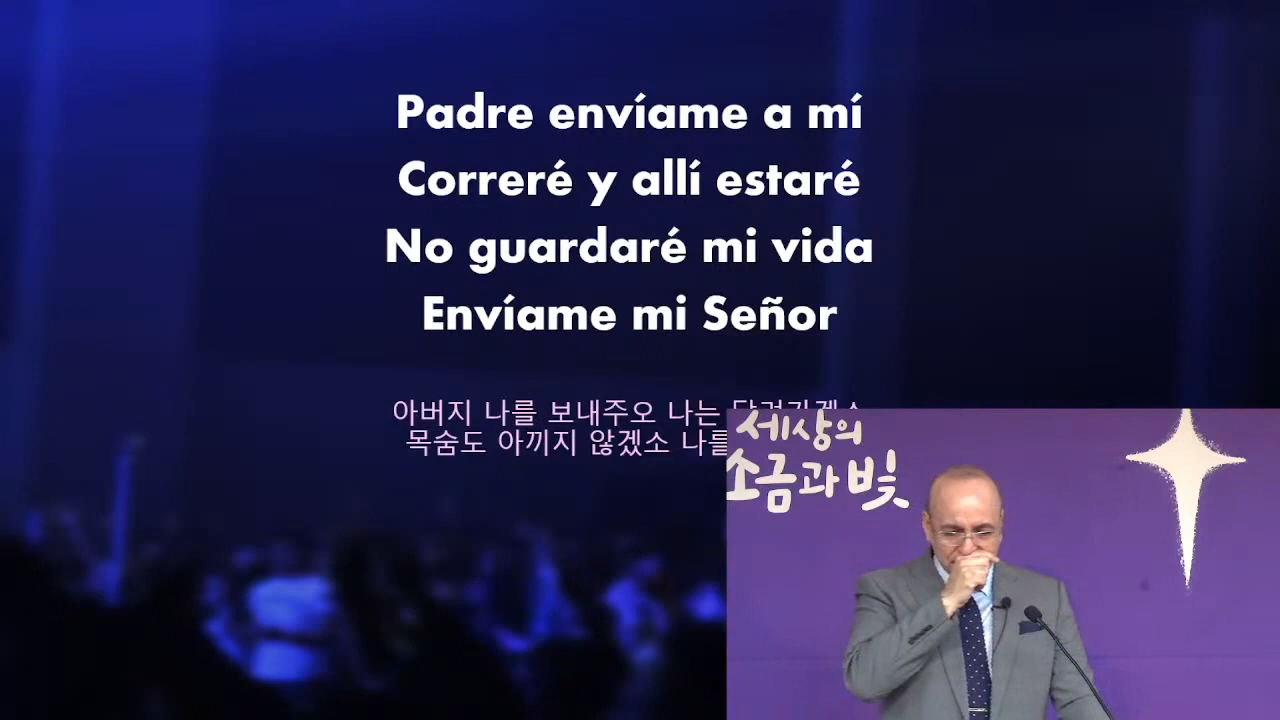 Padre envíame a mí
Correré y allí estaré
No guardaré mi vida
Envíame mi Señor
아버지 나를 보내주오 나는
목숨도 아끼지 않겠소 나를
세상의
소금과 빛